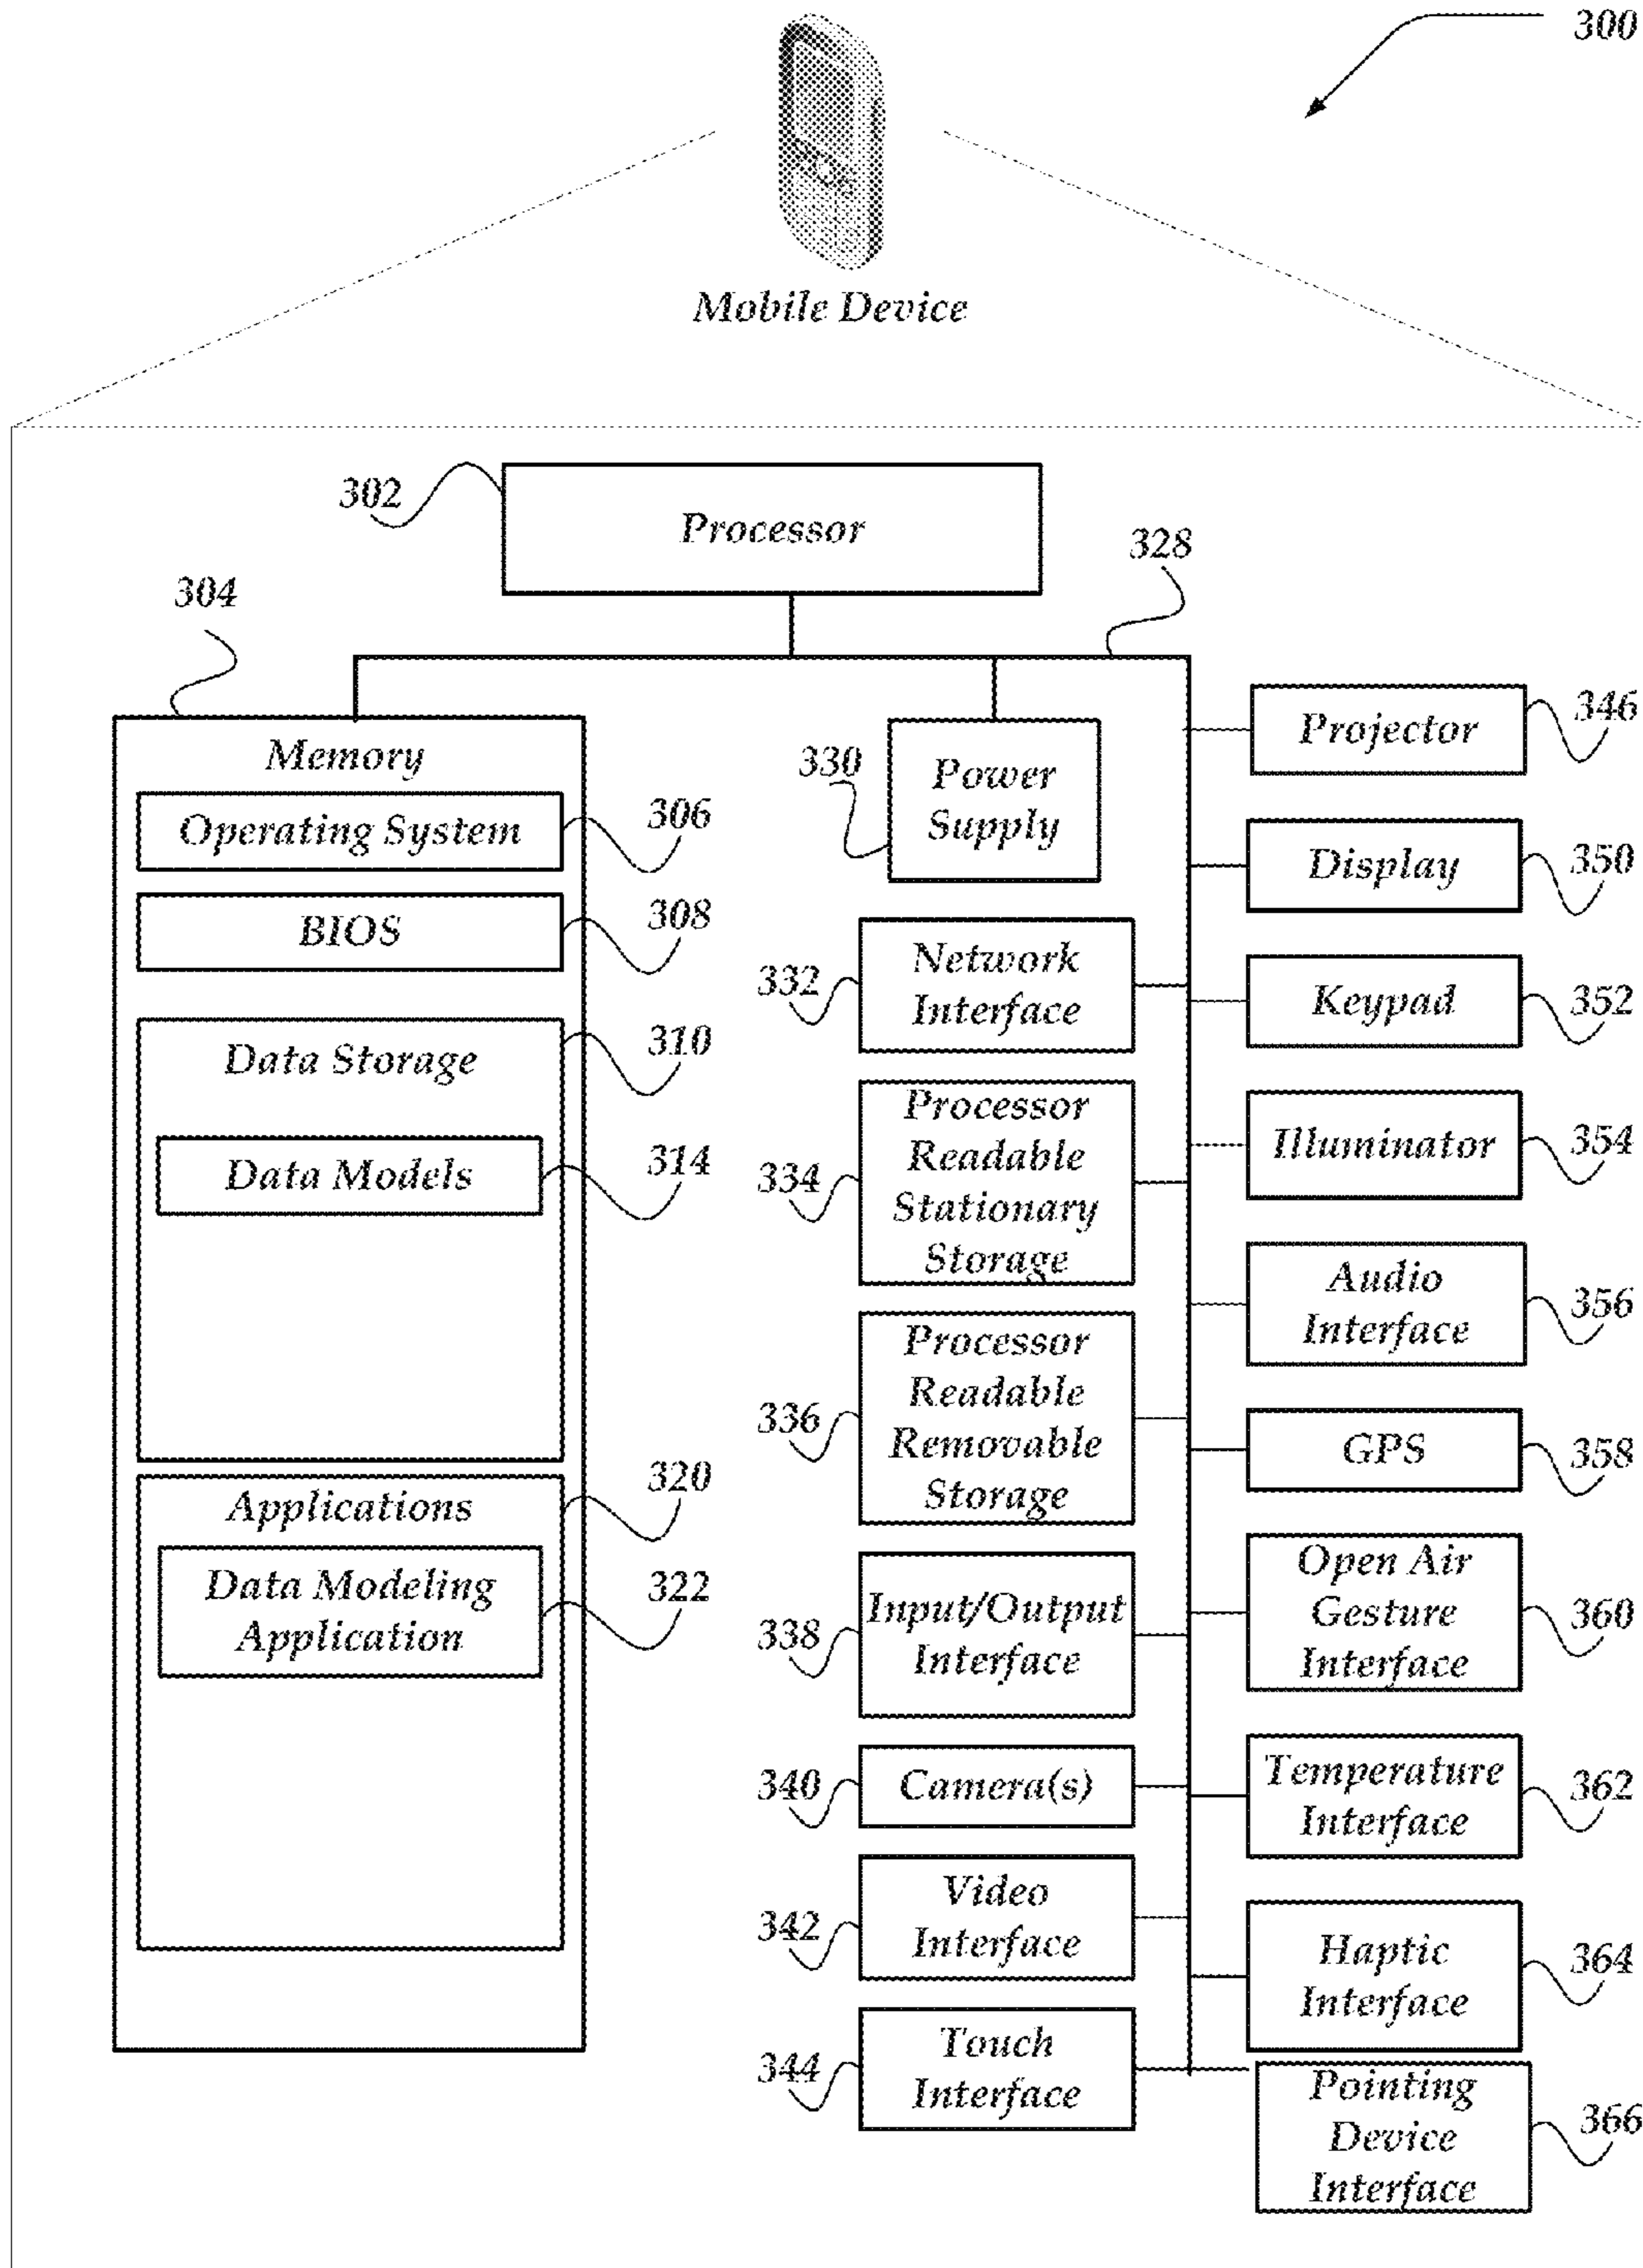 300
Mobile Device
302
Processor
328
304
Memory
Operating System
306
BIOS
308
Data Storage
310
Data Models
314
Applications
320
Data Modeling
Application
322
330
Power
Supply
332
Network
Interface
334
Processor
Readable
Stationary
Storage
336
Processor
Readable
Removable
Storage
338
Input/Output
Interface
340
Camera(s)
342
Video
Interface
344
Touch
Interface
Projector
346
Display
350
Keypad
352
Illuminator
354
Audio
Interface
356
GPS
358
Open Air
Gesture
Interface
360
Temperature
Interface
362
Haptic
Interface
364
Pointing
Device
Interface
366